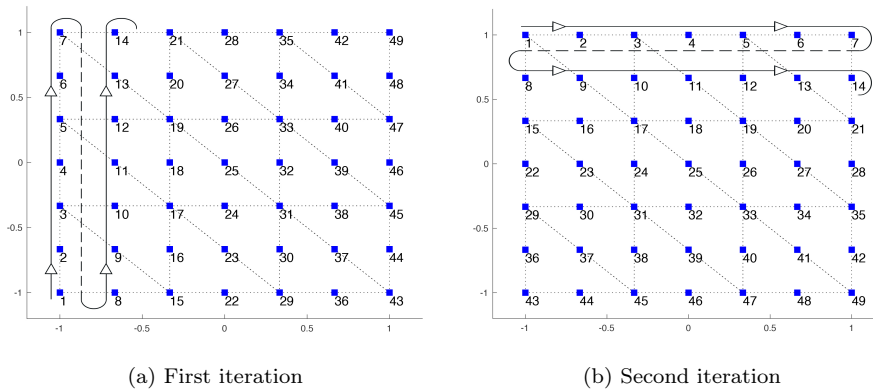 1 7 14 21 28 35 42 49
6 13 20 27 34 41 48
0.5
5 12 19 26 33 40 47
0 4 11 18 25 32 39 46
3 10 17 24 31 38 45
-0.5
2 9 16 23 30 37 44
-1 1 8 15 22 29 36 43
-1 -0.5 0 0.5 1
(a) First iteration
1 1 2 3 4 5 6 7
8 9 10 11 12 13 14
0.5
15 16 17 18 19 20 21
0 22 23 24 25 26 27 28
29 30 31 32 33 34 35
-0.5
36 37 38 39 40 41 42
-1 43 44 45 46 47 48 49
-1 -0.5 0 0.5 1
(b) Second iteration